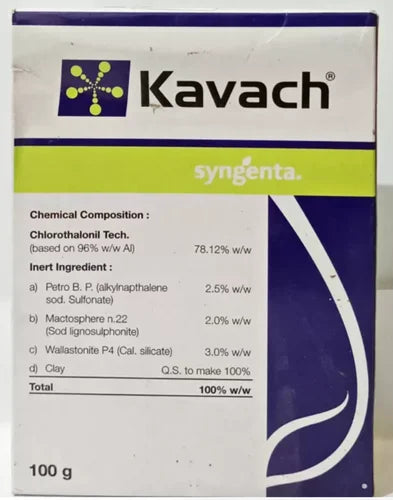 Kavach®
syngenta.
Chemical Composition :
Chlorothalonil Tech.
(based on 96% w/w AI) 78.12% w/w
Inert Ingredient :
a) Petro B. P. (alkylnapthalene 2.5% w/w
sod. Sulfonate)
b) Mactosphere n.22 2.0% w/w
(Sod lignosulphonite)
c) Wallastonite P4 (Cal. silicate) 3.0% w/w
d) Clay Q.S. to make 100%
Total 100% w/w
100 g